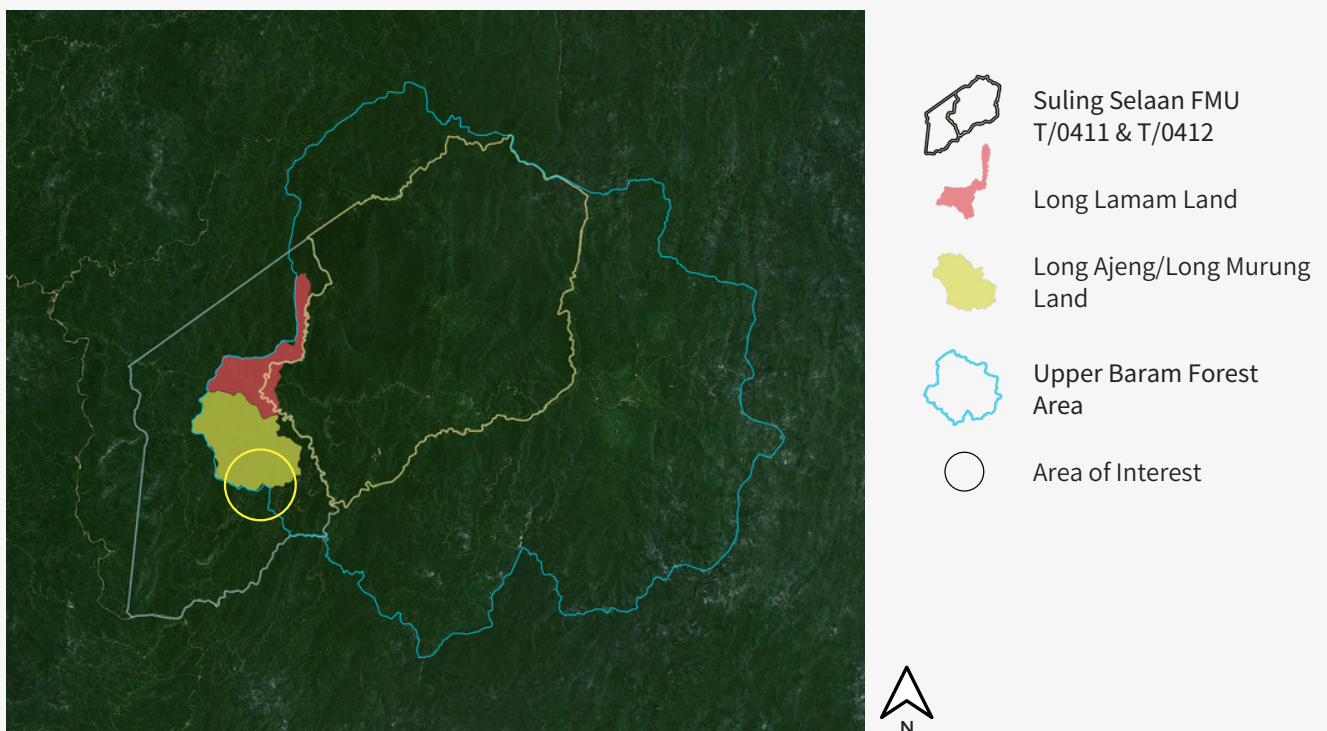 Suling Selaan FMU
T/0411 & T/0412
Long Lamam Land
Long Ajeng/Long Murung
Land
Upper Baram Forest
Area
Area of Interest
N